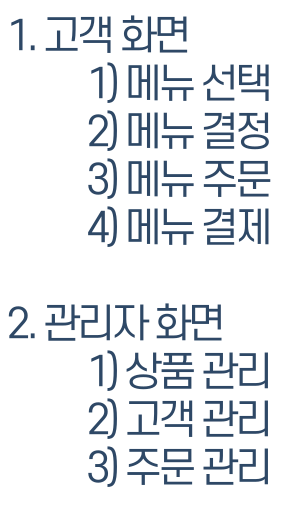 1. 고객 화면
1) 메뉴 선택
2) 메뉴 결정
3) 메뉴 주문
4) 메뉴 결제
2. 관리자 화면
1) 상품 관리
2) 고객 관리
3) 주문 관리